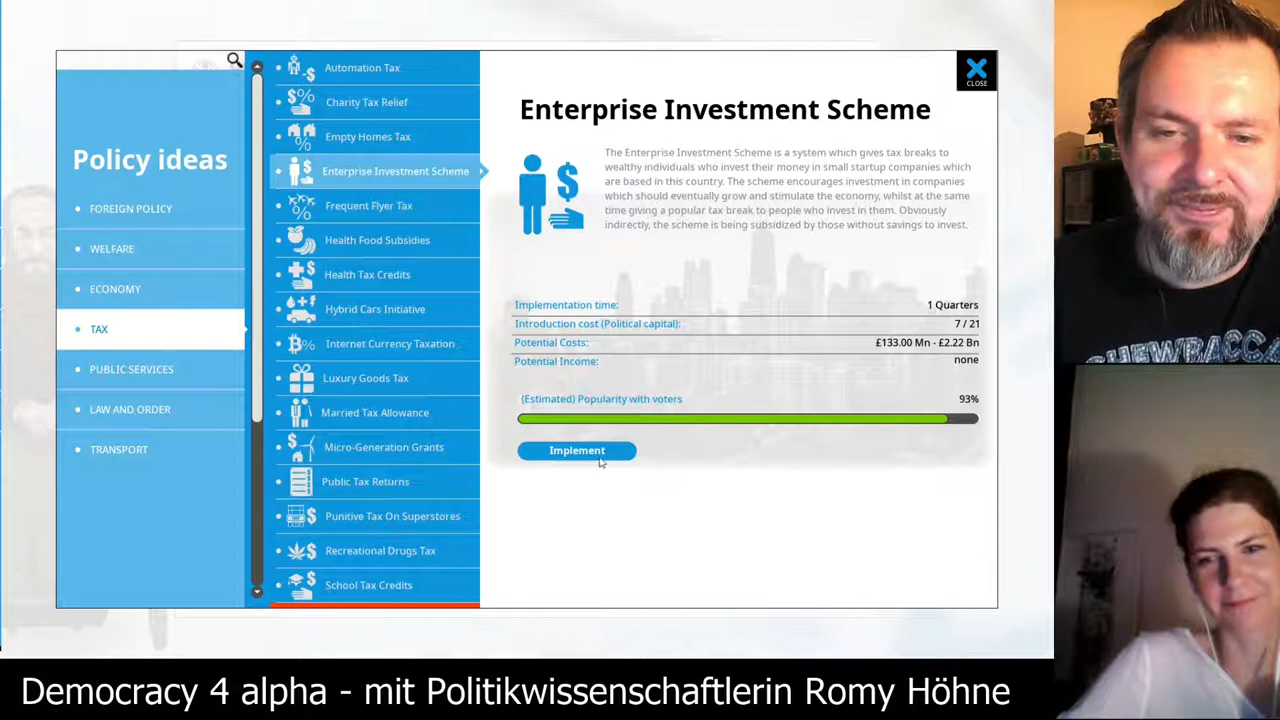 CLOSE
Policy ideas
FOREIGN POLICY
WELFARE
ECONOMY
TAX
PUBLIC SERVICES
LAW AND ORDER
TRANSPORT
Automation Tax
Charity Tax Relief
Empty Homes Tax
Enterprise Investment Scheme
Frequent Flyer Tax
Health Food Subsidies
Health Tax Credits
Hybrid Cars Initiative
Internet Currency Taxation
Luxury Goods Tax
Married Tax Allowance
Micro-Generation Grants
Public Tax Returns
Punitive Tax On Superstores
Recreational Drugs Tax
School Tax Credits
Enterprise Investment Scheme
The Enterprise Investment Scheme is a system which gives tax breaks to
wealthy individuals who invest their money in small startup companies which
are based in this country. The scheme encourages investment in companies
which should eventually grow and stimulate the economy, whilst at the same
time giving a popular tax break to people who invest in them. Obviously
indirectly, the scheme is being subsidized by those without savings to invest.
Implementation time: 1 Quarters
Introduction cost (Political capital): 7 / 21
Potential Costs: £133.00 Mn - £2.22 Bn
Potential Income: none
(Estimated) Popularity with voters 93%
Implement
CHEWBACCA
Democracy 4 alpha - mit Politikwissenschaftlerin Romy Höhne